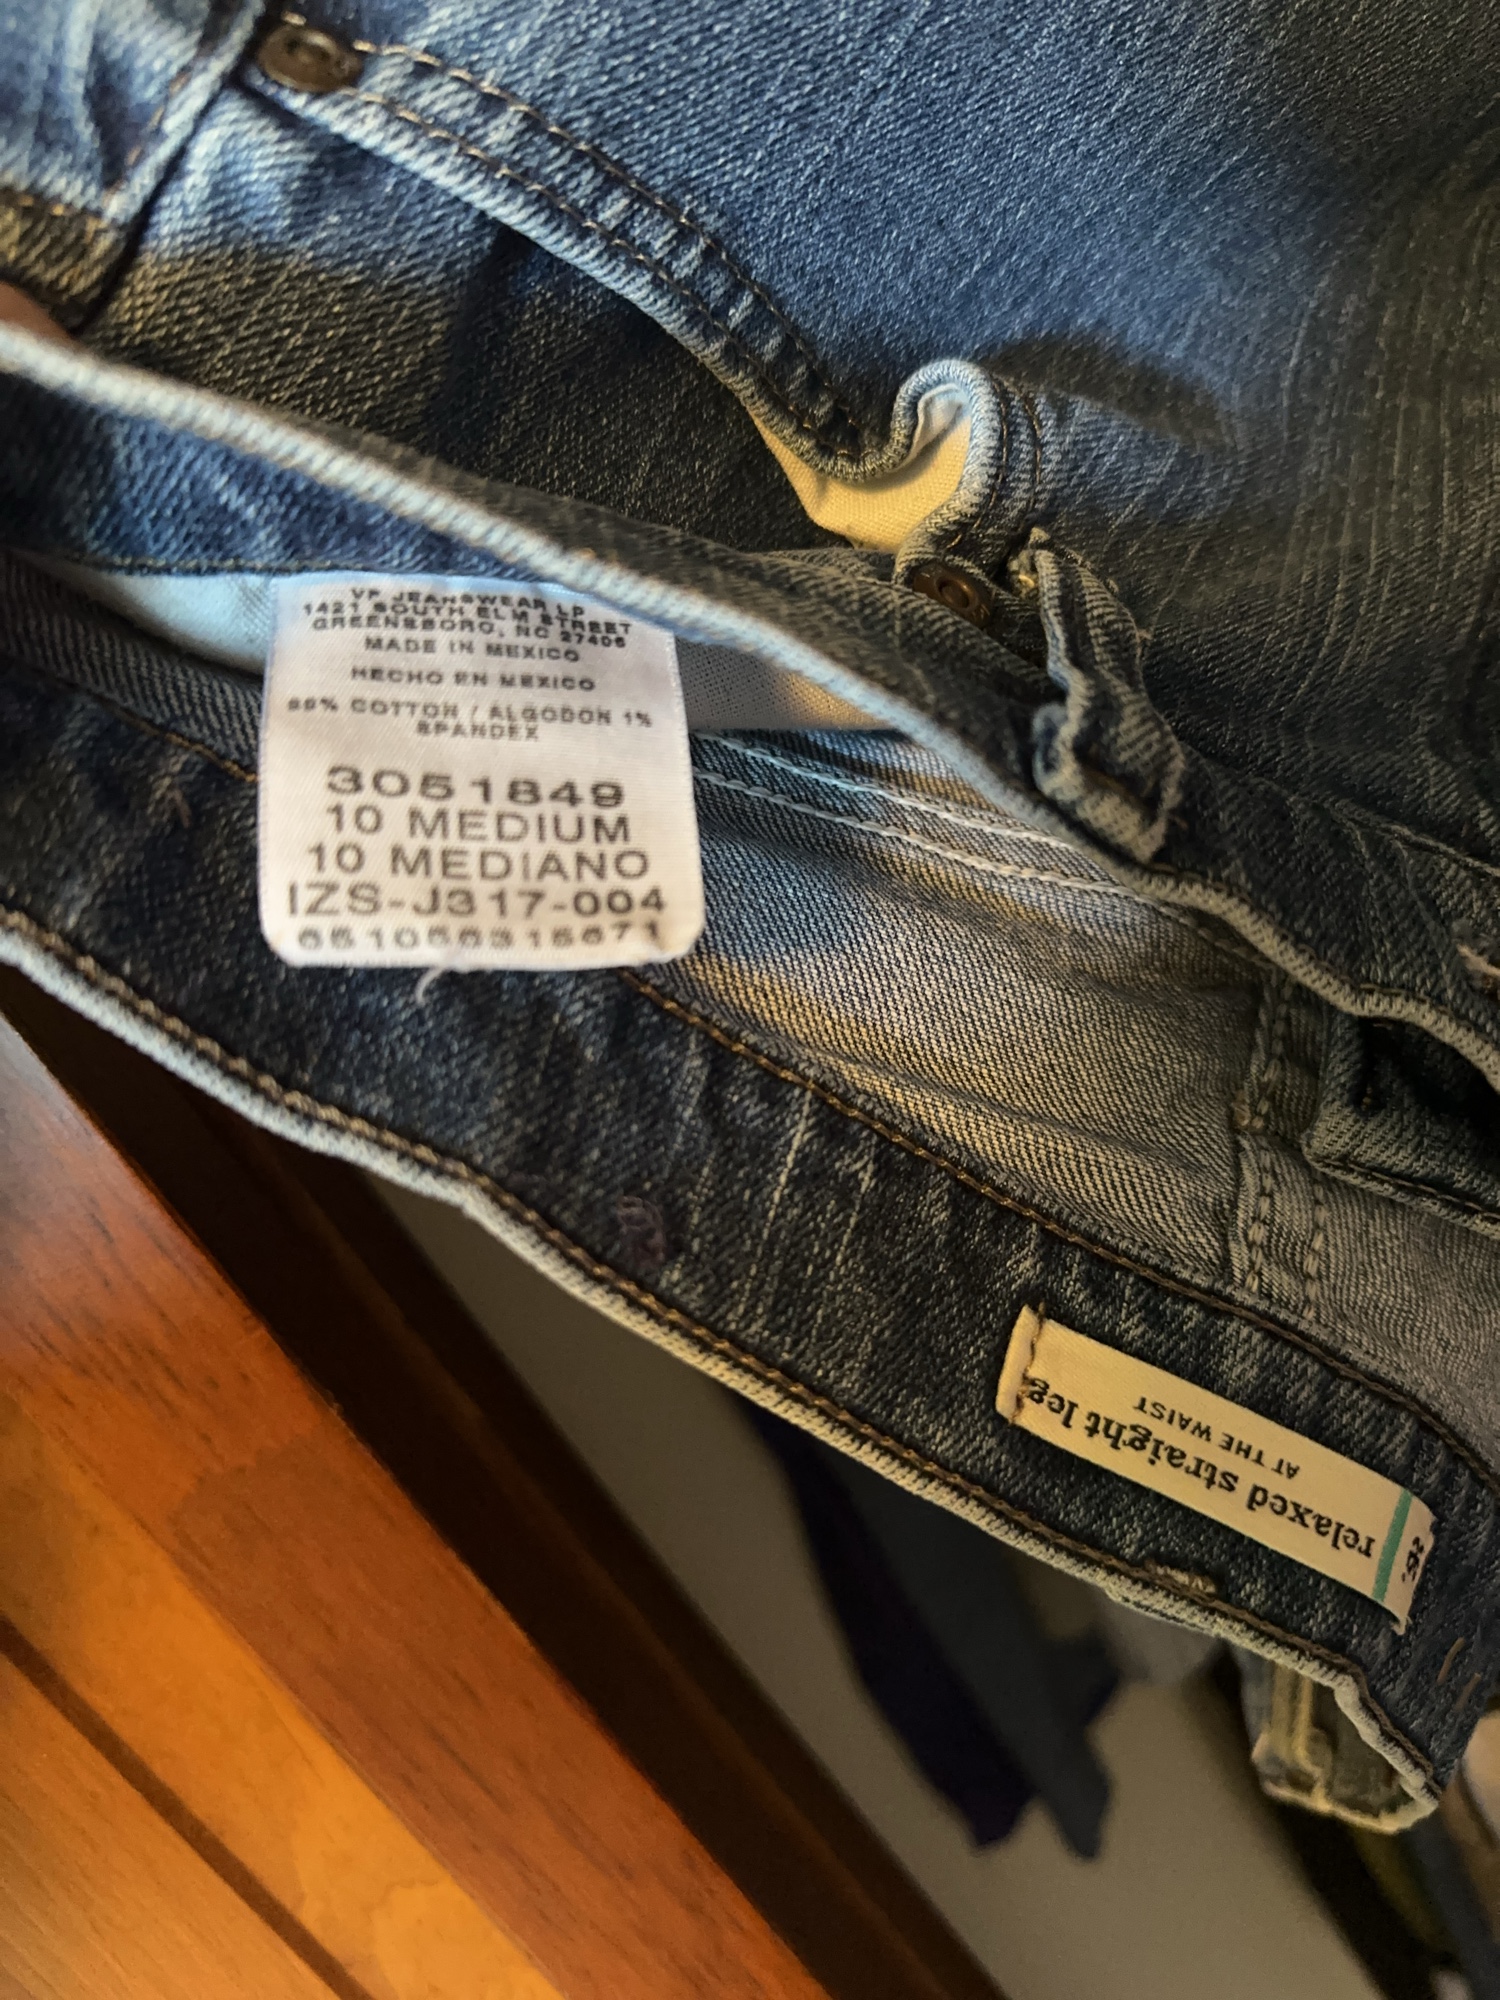 VF JEANSWEAR LP
1421 SOUTH ELM STREET
GREENSBORO, NC 27406
MADE IN MEXICO
HECHO EN MEXICO
99% COTTON / ALGODON 1%
SPANDEX
3051849
10 MEDIUM
10 MEDIANO
IZS-J317-004
relaxed straight leg
AT THE WAIST